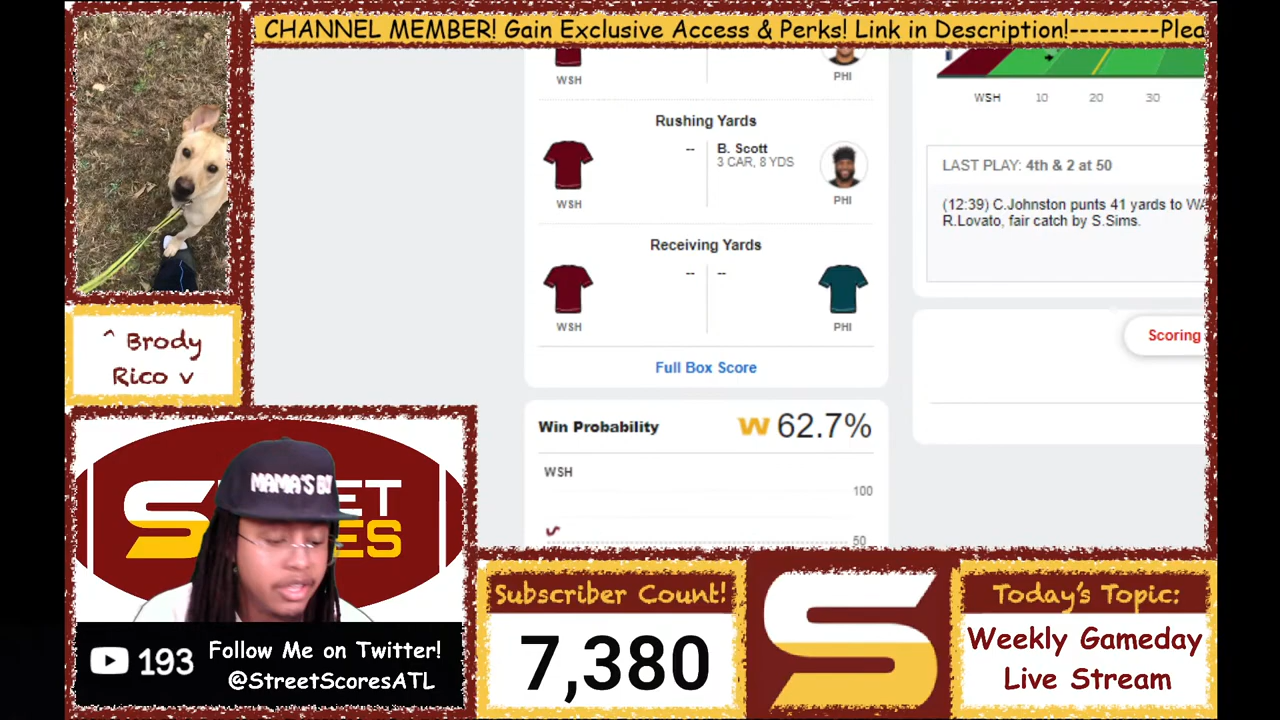 CHANNEL MEMBER! Gain Exclusive Access & Perks! Link in Description!---------Plea
WSH
PHI
Rushing Yards
--
B. Scott
3 CAR, 8 YDS
WSH
PHI
Receiving Yards
--
--
WSH
PHI
Full Box Score
Win Probability
W 62.7%
WSH
100
50
WSH
10
20
30
LAST PLAY: 4th & 2 at 50
(12:39) C.Johnston punts 41 yards to WA
R.Lovato, fair catch by S.Sims.
Scoring
^ Brody
Rico v
MAMA'S BO
193
Follow Me on Twitter!
@StreetScoresATL
Subscriber Count!
7,380
S
Today's Topic:
Weekly Gameday
Live Stream